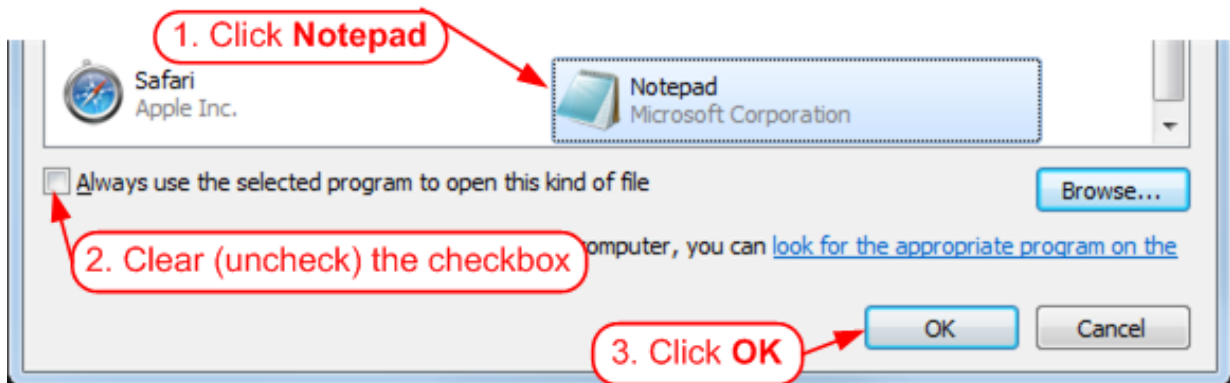 1. Click Notepad
Safari
Apple Inc.
Notepad
Microsoft Corporation
Always use the selected program to open this kind of file
Browse...
2. Clear (uncheck) the checkbox
omputer, you can look for the appropriate program on the
OK
Cancel
3. Click OK